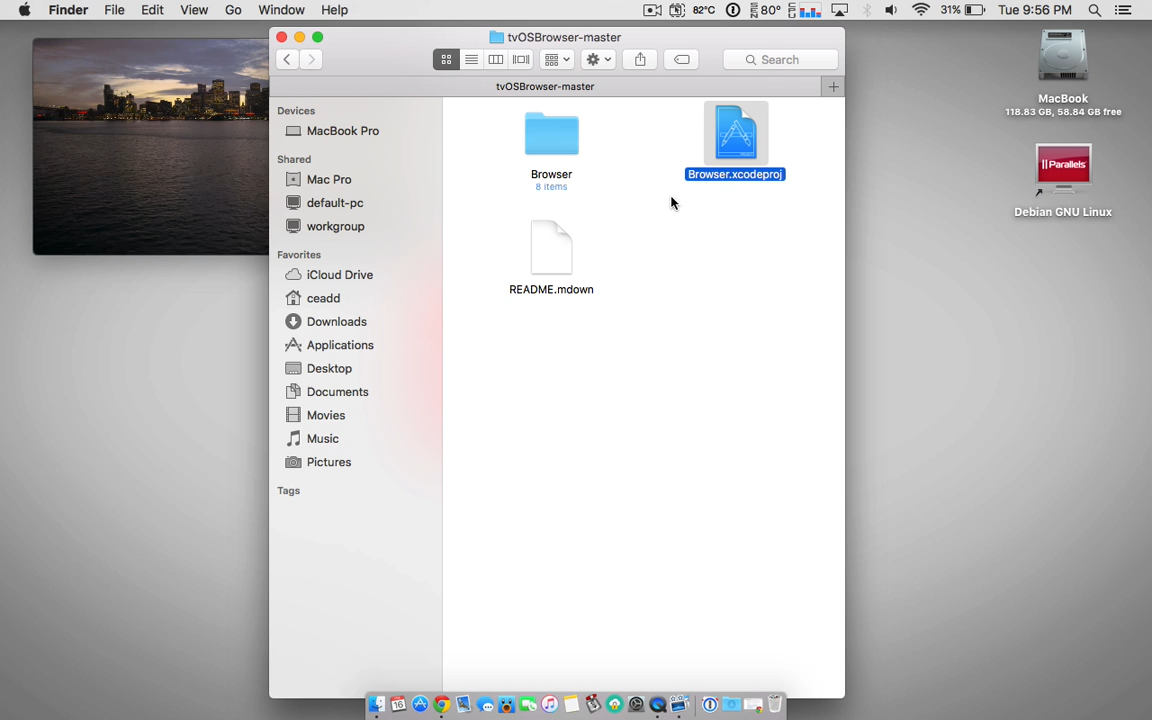 Finder File Edit View Go Window Help
82°C 80° 31% Tue 9:56 PM
tvOSBrowser-master
Search
tvOSBrowser-master
Devices
MacBook Pro
Shared
Mac Pro
default-pc
workgroup
Favorites
iCloud Drive
ceadd
Downloads
Applications
Desktop
Documents
Movies
Music
Pictures
Tags
Browser
8 items
Browser.xcodeproj
README.mdown
MacBook
118.83 GB, 58.84 GB free
|| Parallels
Debian GNU Linux
16